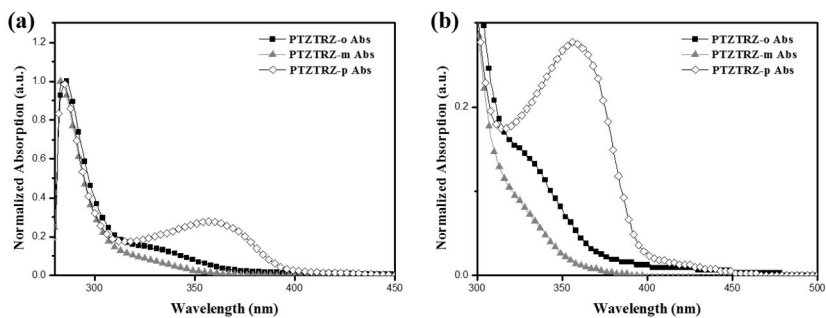 (a)
PTZTRZ-o Abs
PTZTRZ-m Abs
PTZTRZ-p Abs
Normalized Absorption (a.u.)
1.2
1.0
0.8
0.6
0.4
0.2
0.0
300
350
400
450
Wavelength (nm)
(b)
PTZTRZ-o Abs
PTZTRZ-m Abs
PTZTRZ-p Abs
Normalized Absorption (a.u.)
0.2
0.0
300
350
400
450
500
Wavelength (nm)